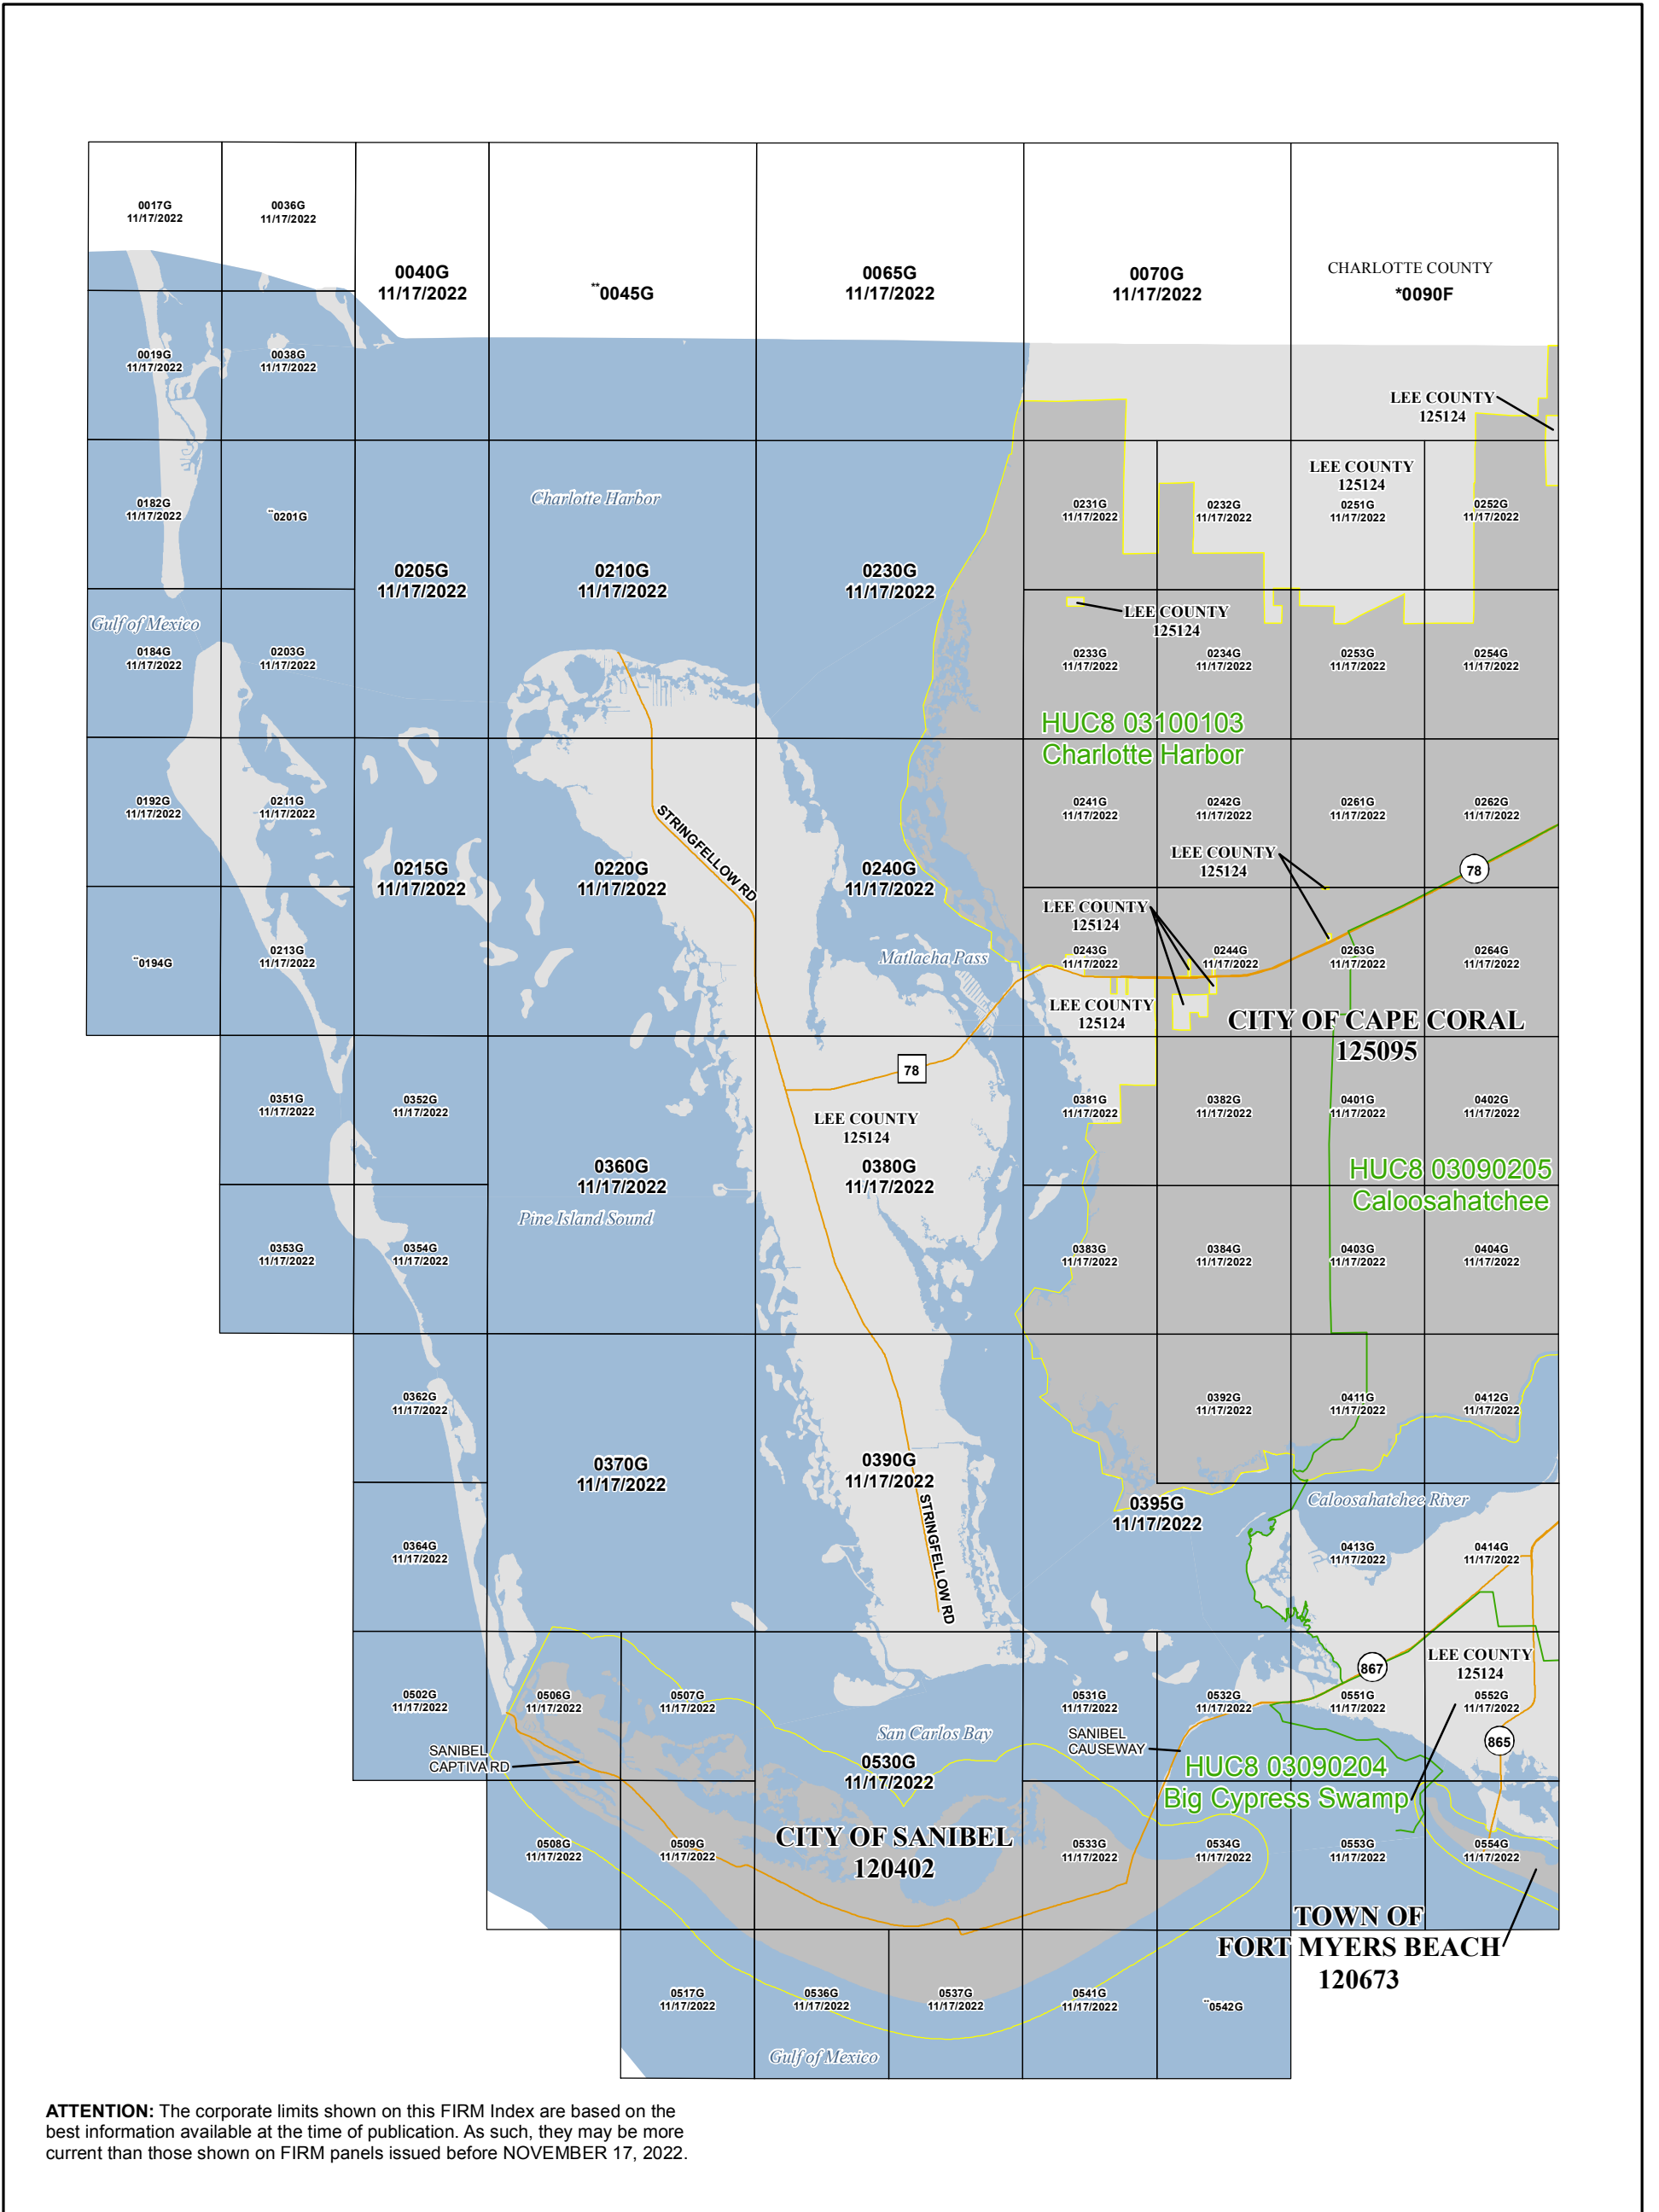 0017G
11/17/2022
0036G
11/17/2022
0040G
11/17/2022
**0045G
0065G
11/17/2022
0070G
11/17/2022
CHARLOTTE COUNTY
*0090F
0019G
11/17/2022
0038G
11/17/2022
LEE COUNTY
125124
0182G
11/17/2022
**0201G
Charlotte Harbor
0205G
11/17/2022
0210G
11/17/2022
0230G
11/17/2022
0231G
11/17/2022
0232G
11/17/2022
LEE COUNTY
125124
0251G
11/17/2022
0252G
11/17/2022
Gulf of Mexico
0184G
11/17/2022
0203G
11/17/2022
LEE COUNTY
125124
0233G
11/17/2022
0234G
11/17/2022
0253G
11/17/2022
0254G
11/17/2022
HUC8 03100103
Charlotte Harbor
0192G
11/17/2022
0211G
11/17/2022
0215G
11/17/2022
STRINGFELLOW RD
0220G
11/17/2022
0240G
11/17/2022
0241G
11/17/2022
0242G
11/17/2022
0261G
11/17/2022
0262G
11/17/2022
LEE COUNTY
125124
78
**0194G
0213G
11/17/2022
Matlacha Pass
LEE COUNTY
125124
0243G
11/17/2022
0244G
11/17/2022
0263G
11/17/2022
0264G
11/17/2022
LEE COUNTY
125124
CITY OF CAPE CORAL
125095
78
0351G
11/17/2022
0352G
11/17/2022
LEE COUNTY
125124
0360G
11/17/2022
0380G
11/17/2022
0381G
11/17/2022
0382G
11/17/2022
0401G
11/17/2022
0402G
11/17/2022
HUC8 03090205
Caloosahatchee
Pine Island Sound
0353G
11/17/2022
0354G
11/17/2022
0383G
11/17/2022
0384G
11/17/2022
0403G
11/17/2022
0404G
11/17/2022
0362G
11/17/2022
0370G
11/17/2022
0390G
11/17/2022
0392G
11/17/2022
0411G
11/17/2022
0412G
11/17/2022
STRINGFELLOW RD
0395G
11/17/2022
Caloosahatchee River
0364G
11/17/2022
0413G
11/17/2022
0414G
11/17/2022
867
LEE COUNTY
125124
0502G
11/17/2022
0506G
11/17/2022
0507G
11/17/2022
0531G
11/17/2022
0532G
11/17/2022
0551G
11/17/2022
0552G
11/17/2022
San Carlos Bay
SANIBEL
CAUSEWAY
865
SANIBEL
CAPTIVA RD
0530G
11/17/2022
HUC8 03090204
Big Cypress Swamp
CITY OF SANIBEL
120402
0508G
11/17/2022
0509G
11/17/2022
0533G
11/17/2022
0534G
11/17/2022
0553G
11/17/2022
0554G
11/17/2022
TOWN OF
FORT MYERS BEACH
120673
0517G
11/17/2022
0536G
11/17/2022
0537G
11/17/2022
0541G
11/17/2022
**0542G
Gulf of Mexico
ATTENTION: The corporate limits shown on this FIRM Index are based on the
best information available at the time of publication. As such, they may be more
current than those shown on FIRM panels issued before NOVEMBER 17, 2022.